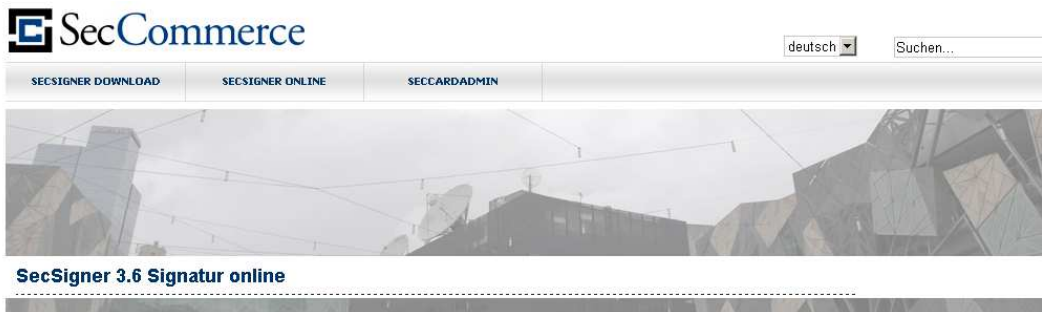 SecCommerce
deutsch
Suchen...
SECSIGNER DOWNLOAD
SECSIGNER ONLINE
SECCARDADMIN
SecSigner 3.6 Signatur online